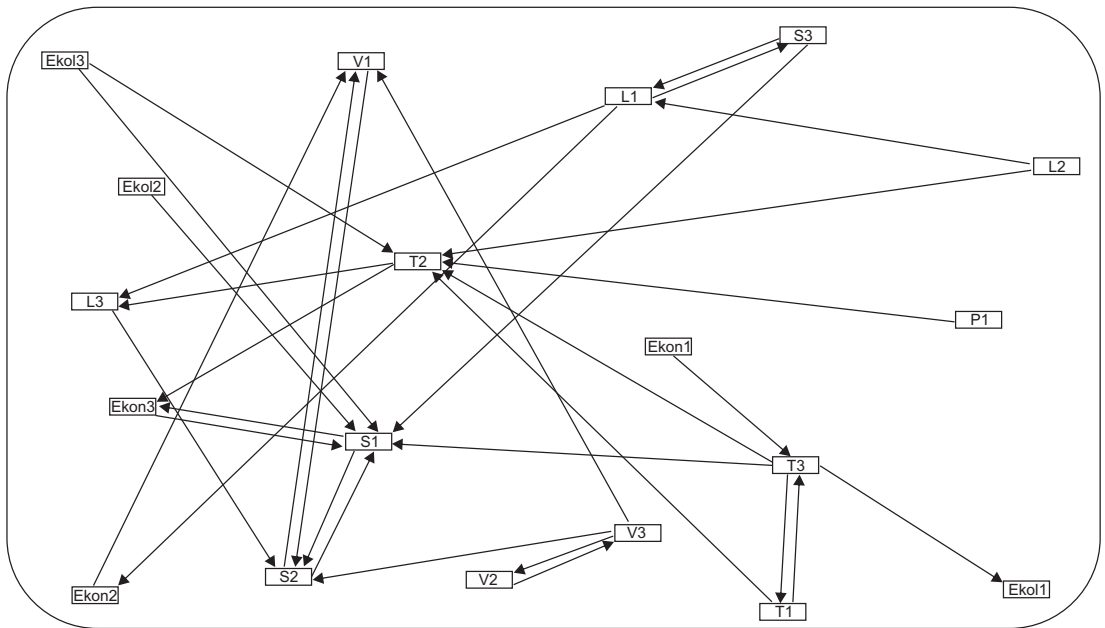 S3
Ekol3
V1
L1
L2
Ekol2
T2
L3
P1
Ekon1
Ekon3
S1
T3
V3
S2
V2
Ekol1
Ekon2
T1